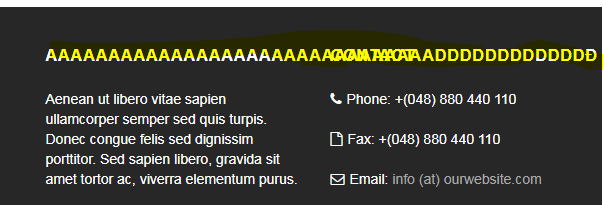 CONTACT
Aenean ut libero vitae sapien
ullamcorper semper sed quis turpis.
Donec congue felis sed dignissim
porttitor. Sed sapien libero, gravida sit
amet tortor ac, viverra elementum purus.
Phone: +(048) 880 440 110
Fax: +(048) 880 440 110
Email: info (at) ourwebsite.com